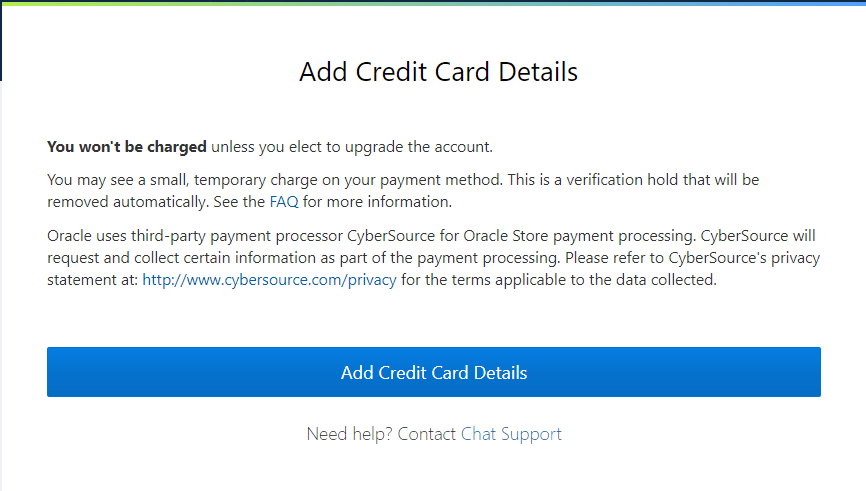 Add Credit Card Details
You won't be charged unless you elect to upgrade the account.
You may see a small, temporary charge on your payment method. This is a verification hold that will be
removed automatically. See the FAQ for more information.
Oracle uses third-party payment processor CyberSource for Oracle Store payment processing. CyberSource will
request and collect certain information as part of the payment processing. Please refer to CyberSource's privacy
statement at: http://www.cybersource.com/privacy for the terms applicable to the data collected.
Add Credit Card Details
Need help? Contact Chat Support